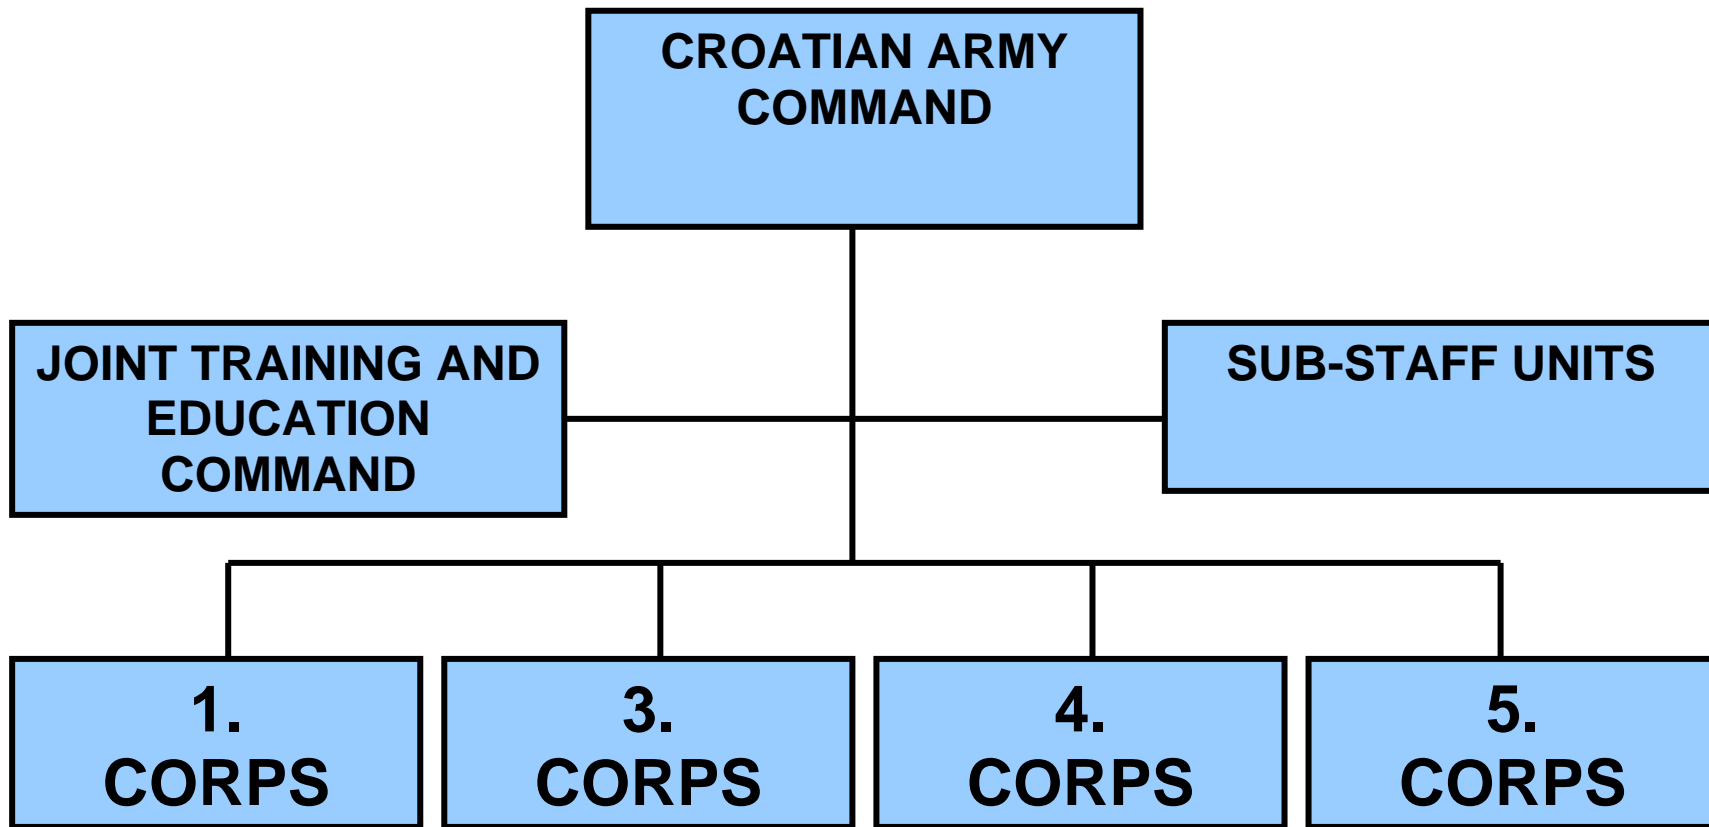 CROATIAN ARMY
COMMAND
JOINT TRAINING AND
EDUCATION
COMMAND
SUB-STAFF UNITS
1.
CORPS
3.
CORPS
4.
CORPS
5.
CORPS